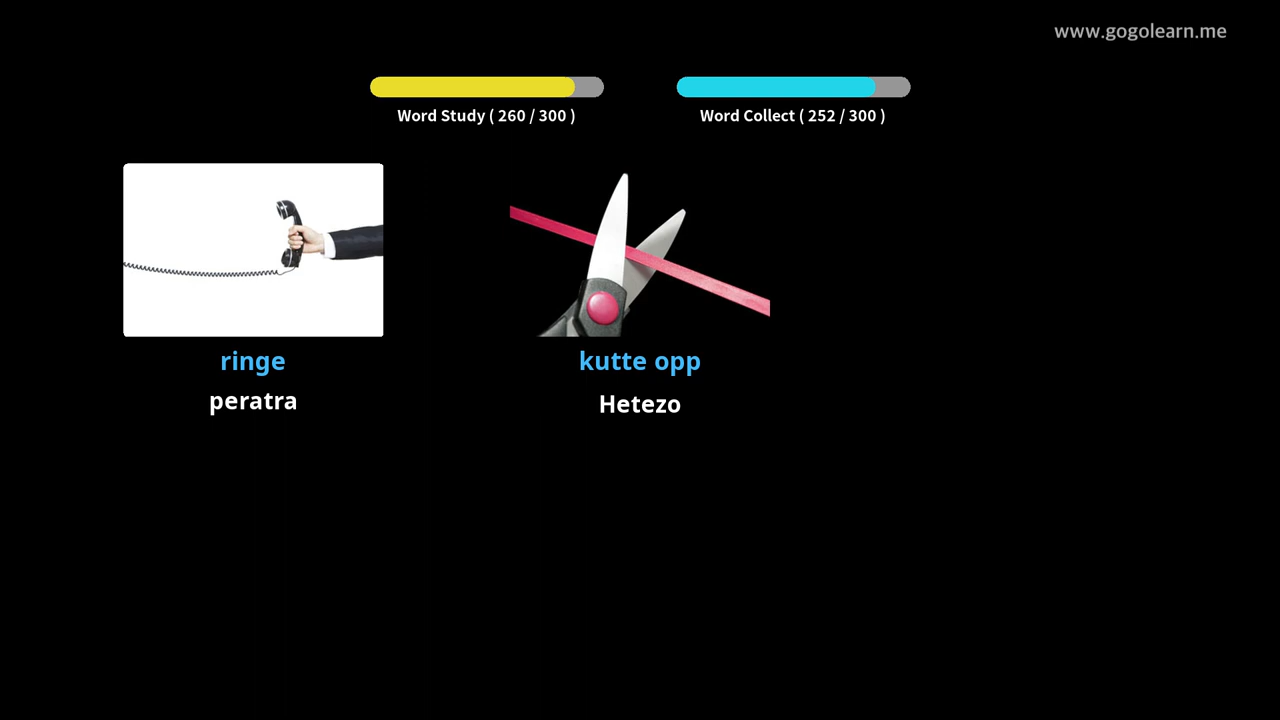 www.gogolearn.me
Word Study ( 260 / 300 )
Word Collect ( 252 / 300 )
ringe
peratra
kutte opp
Hetezo